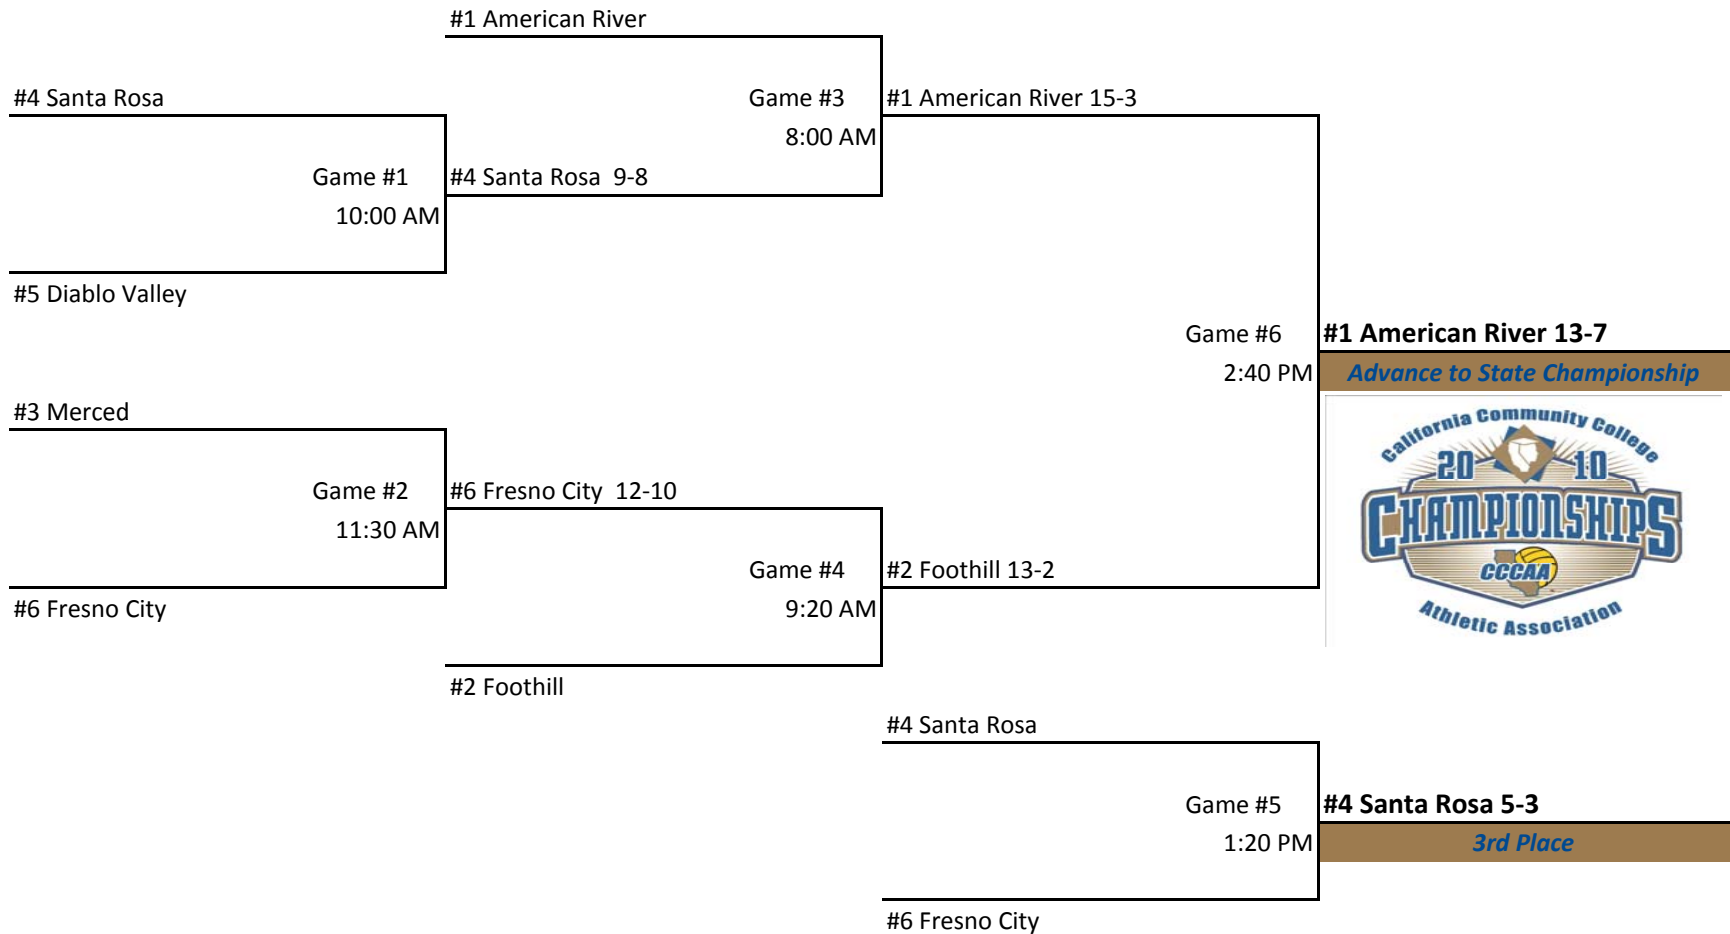 #1 American River
#4 Santa Rosa
Game #3
#1 American River 15-3
8:00 AM
Game #1
#4 Santa Rosa  9-8
10:00 AM
#5 Diablo Valley
Game #6
#1 American River 13-7
2:40 PM
Advance to State Championship
#3 Merced
California Community College
20 10
CHAMPIONSHIPS
CCCAA
Athletic Association
Game #2
#6 Fresno City  12-10
11:30 AM
Game #4
#2 Foothill 13-2
#6 Fresno City
9:20 AM
#2 Foothill
#4 Santa Rosa
Game #5
#4 Santa Rosa 5-3
1:20 PM
3rd Place
#6 Fresno City